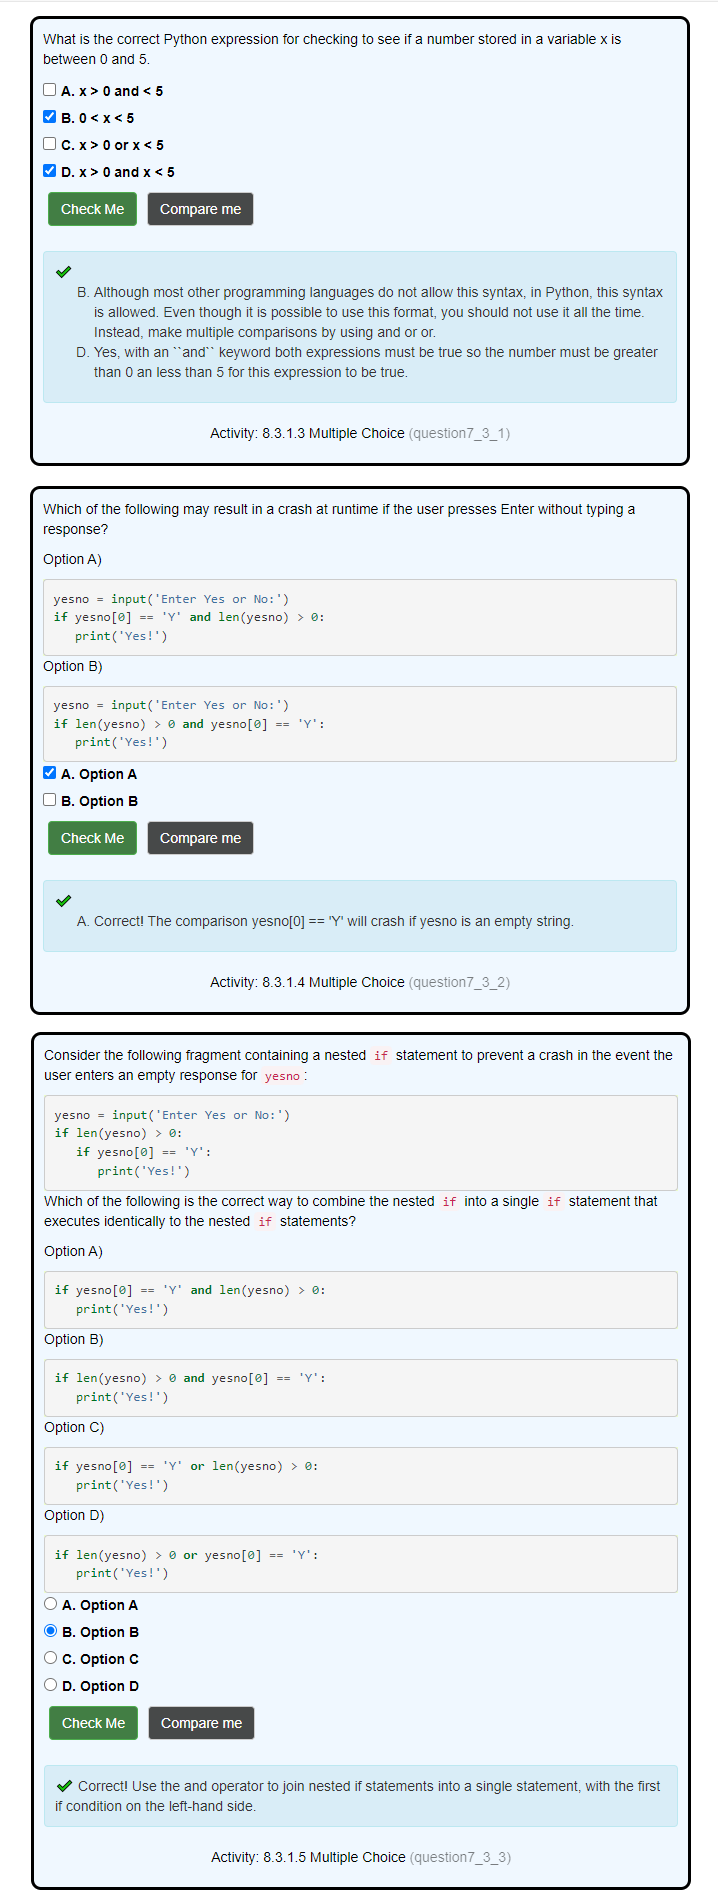 What is the correct Python expression for checking to see if a number stored in a variable x is
between 0 and 5.
A. x > 0 and < 5
B. 0 < x < 5
C. x > 0 or x < 5
D. x > 0 and x < 5
Check Me Compare me
B. Although most other programming languages do not allow this syntax, in Python, this syntax
is allowed. Even though it is possible to use this format, you should not use it all the time.
Instead, make multiple comparisons by using and or or.
D. Yes, with an ``and`` keyword both expressions must be true so the number must be greater
than 0 an less than 5 for this expression to be true.
Activity: 8.3.1.3 Multiple Choice (question7_3_1)
Which of the following may result in a crash at runtime if the user presses Enter without typing a
response?
Option A)
yesno = input('Enter Yes or No:')
if yesno[0] == 'Y' and len(yesno) > 0:
print('Yes!')
Option B)
yesno = input('Enter Yes or No:')
if len(yesno) > 0 and yesno[0] == 'Y':
print('Yes!')
A. Option A
B. Option B
Check Me Compare me
A. Correct! The comparison yesno[0] == 'Y' will crash if yesno is an empty string.
Activity: 8.3.1.4 Multiple Choice (question7_3_2)
Consider the following fragment containing a nested if statement to prevent a crash in the event the
user enters an empty response for yesno :
yesno = input('Enter Yes or No:')
if len(yesno) > 0:
if yesno[0] == 'Y':
print('Yes!')
Which of the following is the correct way to combine the nested if into a single if statement that
executes identically to the nested if statements?
Option A)
if yesno[0] == 'Y' and len(yesno) > 0:
print('Yes!')
Option B)
if len(yesno) > 0 and yesno[0] == 'Y':
print('Yes!')
Option C)
if yesno[0] == 'Y' or len(yesno) > 0:
print('Yes!')
Option D)
if len(yesno) > 0 or yesno[0] == 'Y':
print('Yes!')
A. Option A
B. Option B
C. Option C
D. Option D
Check Me Compare me
Correct! Use the and operator to join nested if statements into a single statement, with the first
if condition on the left-hand side.
Activity: 8.3.1.5 Multiple Choice (question7_3_3)